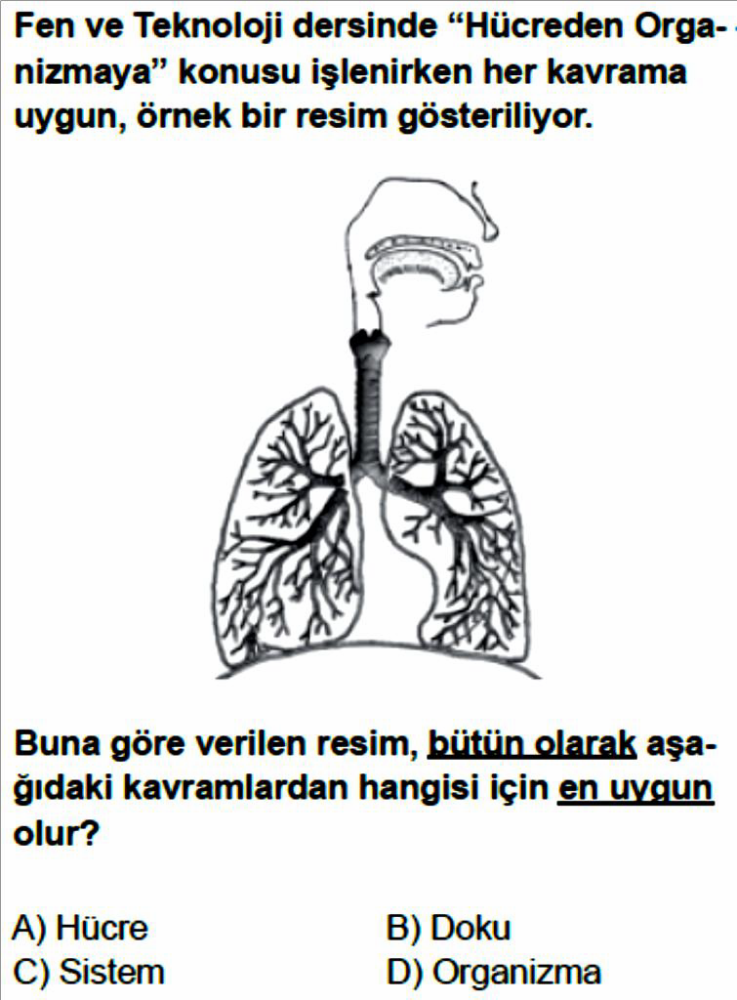 Fen ve Teknoloji dersinde “Hücreden Orga-
nizmaya” konusu işlenirken her kavrama
uygun, örnek bir resim gösteriliyor.
Buna göre verilen resim, bütün olarak aşa-
ğıdaki kavramlardan hangisi için en uygun
olur?
A) Hücre
B) Doku
C) Sistem
D) Organizma